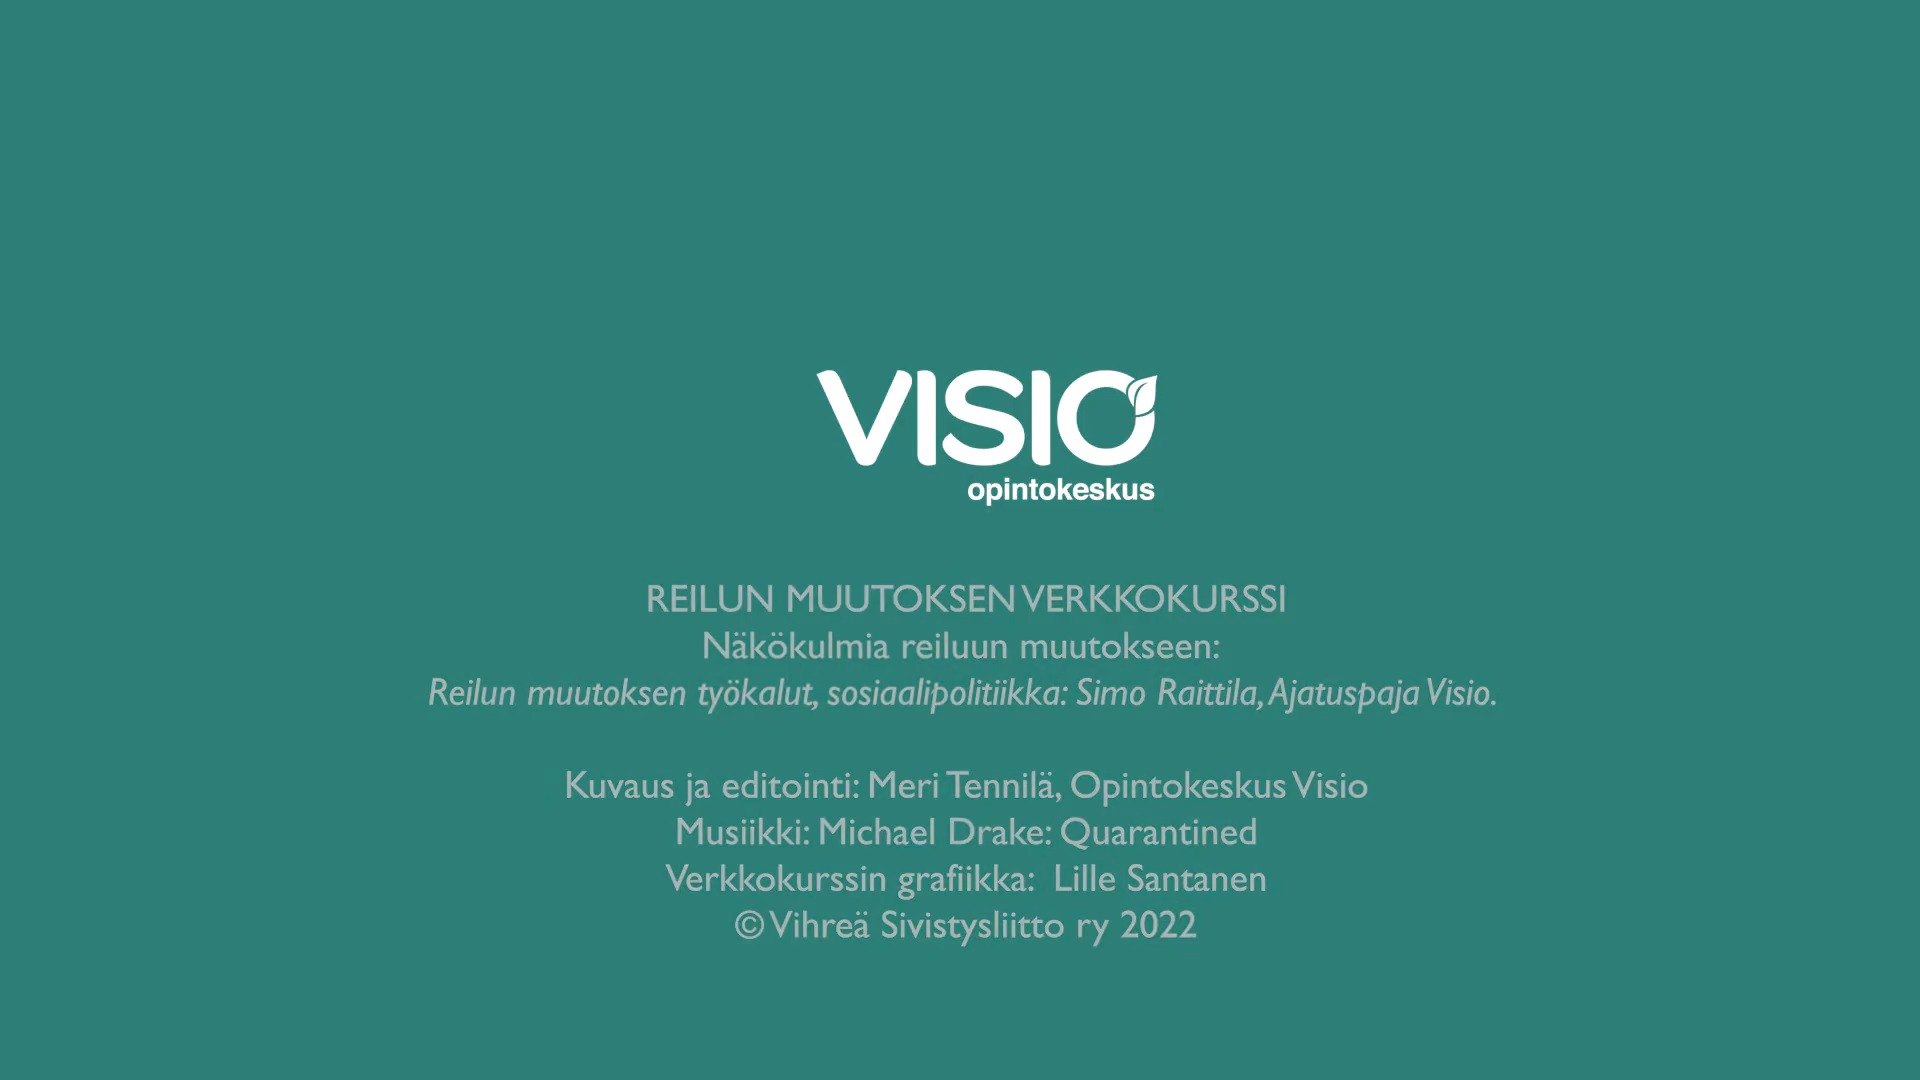 VISIO
opintokeskus
REILUN MUUTOKSEN VERKKOKURSSI
Näkökulmia reiluun muutokseen:
Reilun muutoksen työkalut, sosiaalipolitiikka: Simo Raittila, Ajatuspaja Visio.
Kuvaus ja editointi: Meri Tennilä, Opintokeskus Visio
Musiikki: Michael Drake: Quarantined
Verkkokurssin grafiikka: Lille Santanen
© Vihreä Sivistysliitto ry 2022